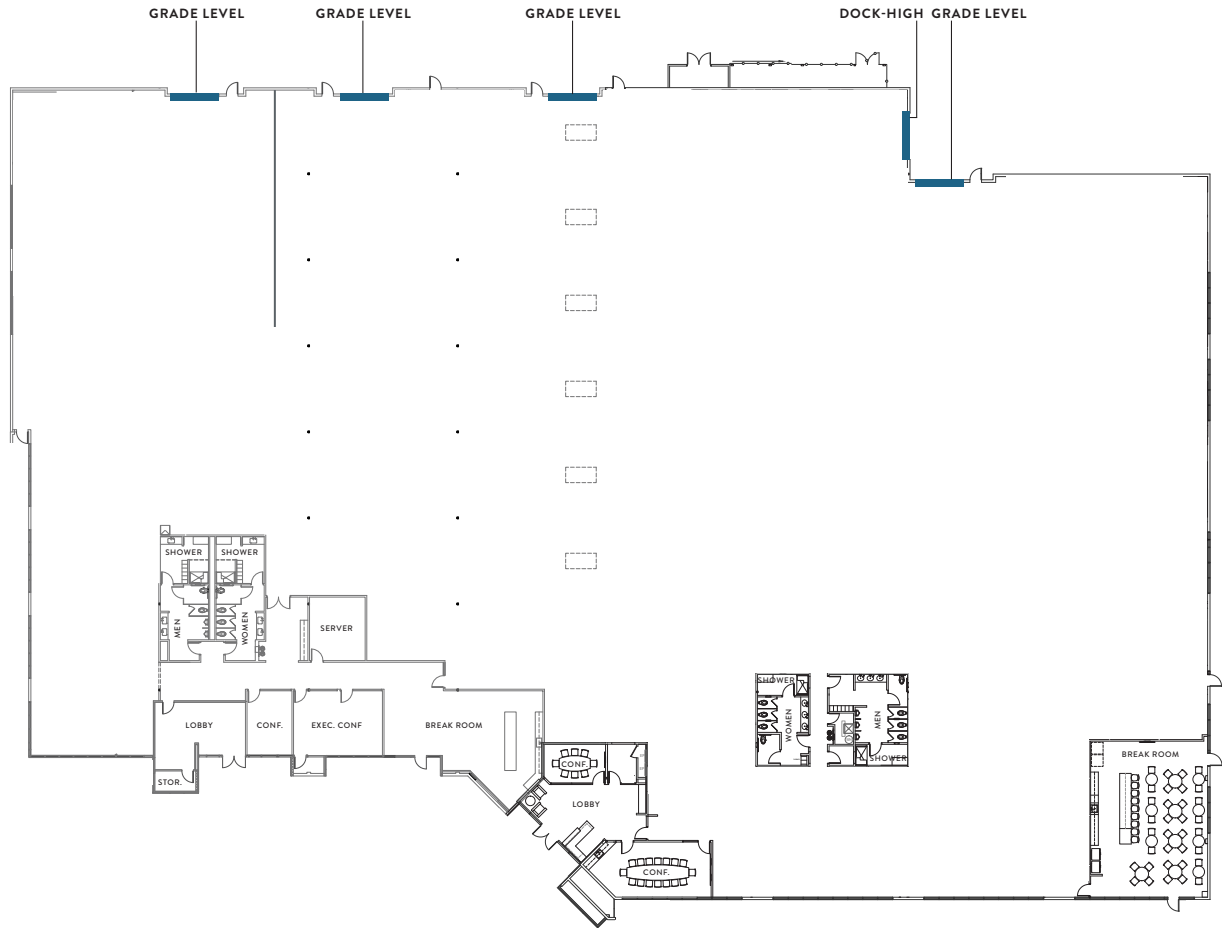 GRADE LEVEL
GRADE LEVEL
GRADE LEVEL
DOCK-HIGH
GRADE LEVEL
SHOWER
SHOWER
MEN
WOMEN
SERVER
LOBBY
CONF.
EXEC. CONF
BREAK ROOM
STOR.
CONF.
LOBBY
CONF.
SHOWER
WOMEN
MEN
SHOWER
BREAK ROOM